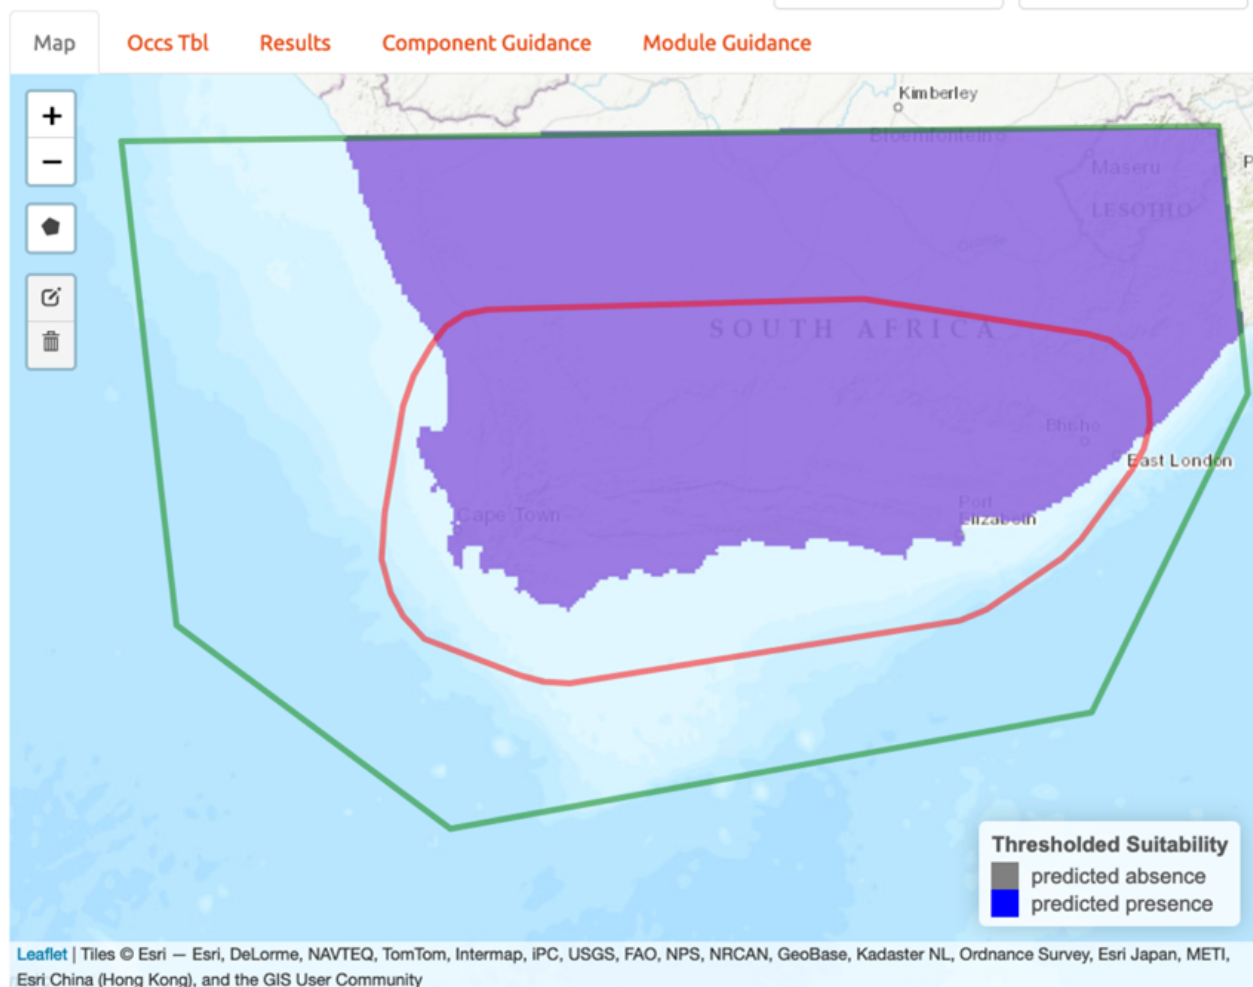 Map Occs Tbl Results Component Guidance Module Guidance
+
−
Kimberley
Bloemfontein
Maseru
P
LESOTHO
SOUTH AFRICA
Bhisho
East London
Port
Elizabeth
Cape Town
Thresholded Suitability
predicted absence
predicted presence
Leaflet | Tiles © Esri — Esri, DeLorme, NAVTEQ, TomTom, Intermap, iPC, USGS, FAO, NPS, NRCAN, GeoBase, Kadaster NL, Ordnance Survey, Esri Japan, METI,
Esri China (Hong Kong), and the GIS User Community